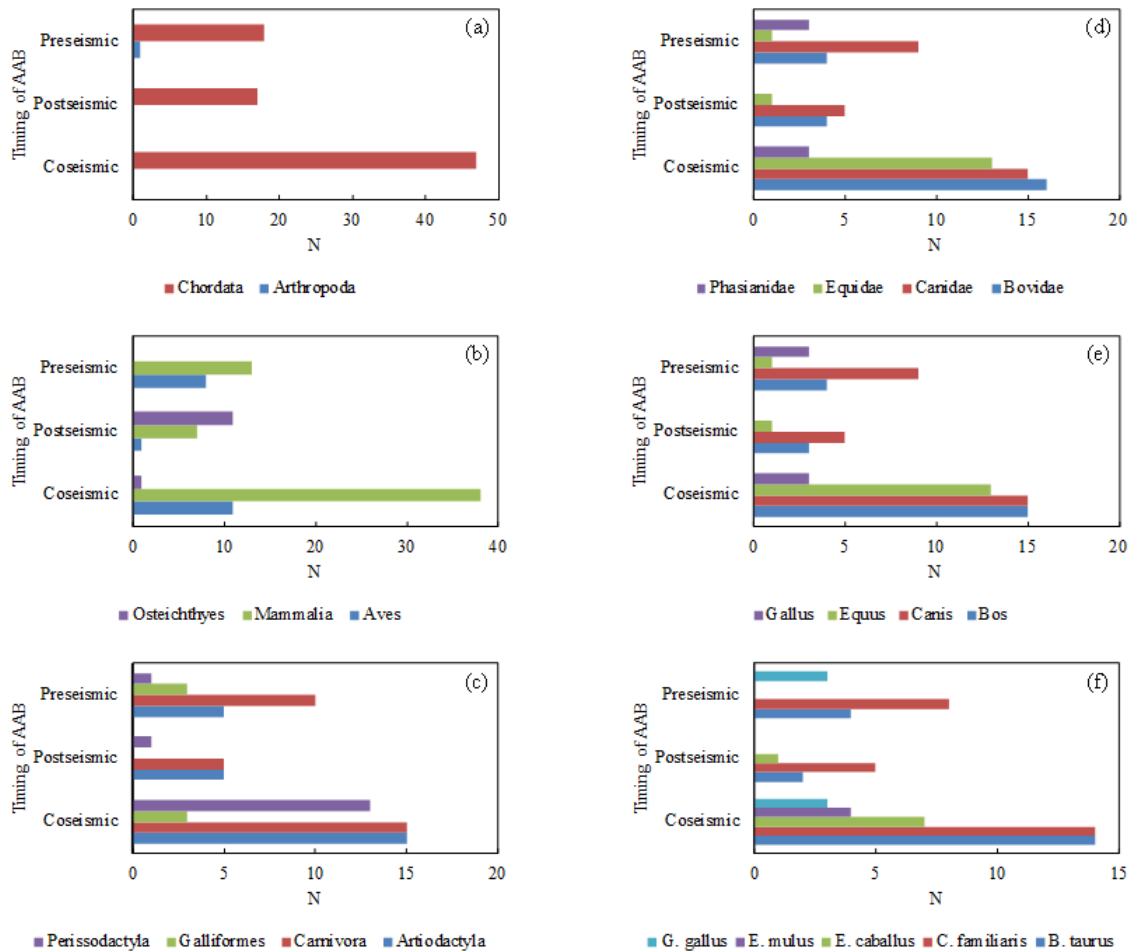 (a)
Timing of AAB
Preseismic
Postseismic
Coseismic
0 10 20 30 40 50
N
Chordata Arthropoda
(b)
Timing of AAB
Preseismic
Postseismic
Coseismic
0 10 20 30 40
N
Osteichthyes Mammalia Aves
(c)
Timing of AAB
Preseismic
Postseismic
Coseismic
0 5 10 15 20
N
Perissodactyla Galliformes Carnivora Artiodactyla
(d)
Timing of AAB
Preseismic
Postseismic
Coseismic
0 5 10 15 20
N
Phasianidae Equidae Canidae Bovidae
(e)
Timing of AAB
Preseismic
Postseismic
Coseismic
0 5 10 15 20
N
Gallus Equus Canis Bos
(f)
Timing of AAB
Preseismic
Postseismic
Coseismic
0 5 10 15
N
G. gallus E. mulus E. caballus C. familiaris B. taurus